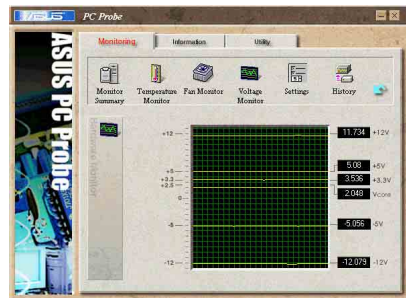 ASUS
PC Probe
ASUS PC Probe
Monitoring
Information
Utility
Monitor Summary
Temperature Monitor
Fan Monitor
Voltage Monitor
Settings
History
+12
+5
+3.3
+2.5
0
-5
-12
11.734 +12V
5.08 +5V
3.536 +3.3V
2.048 Vcore
-5.056 -5V
-12.079 -12V